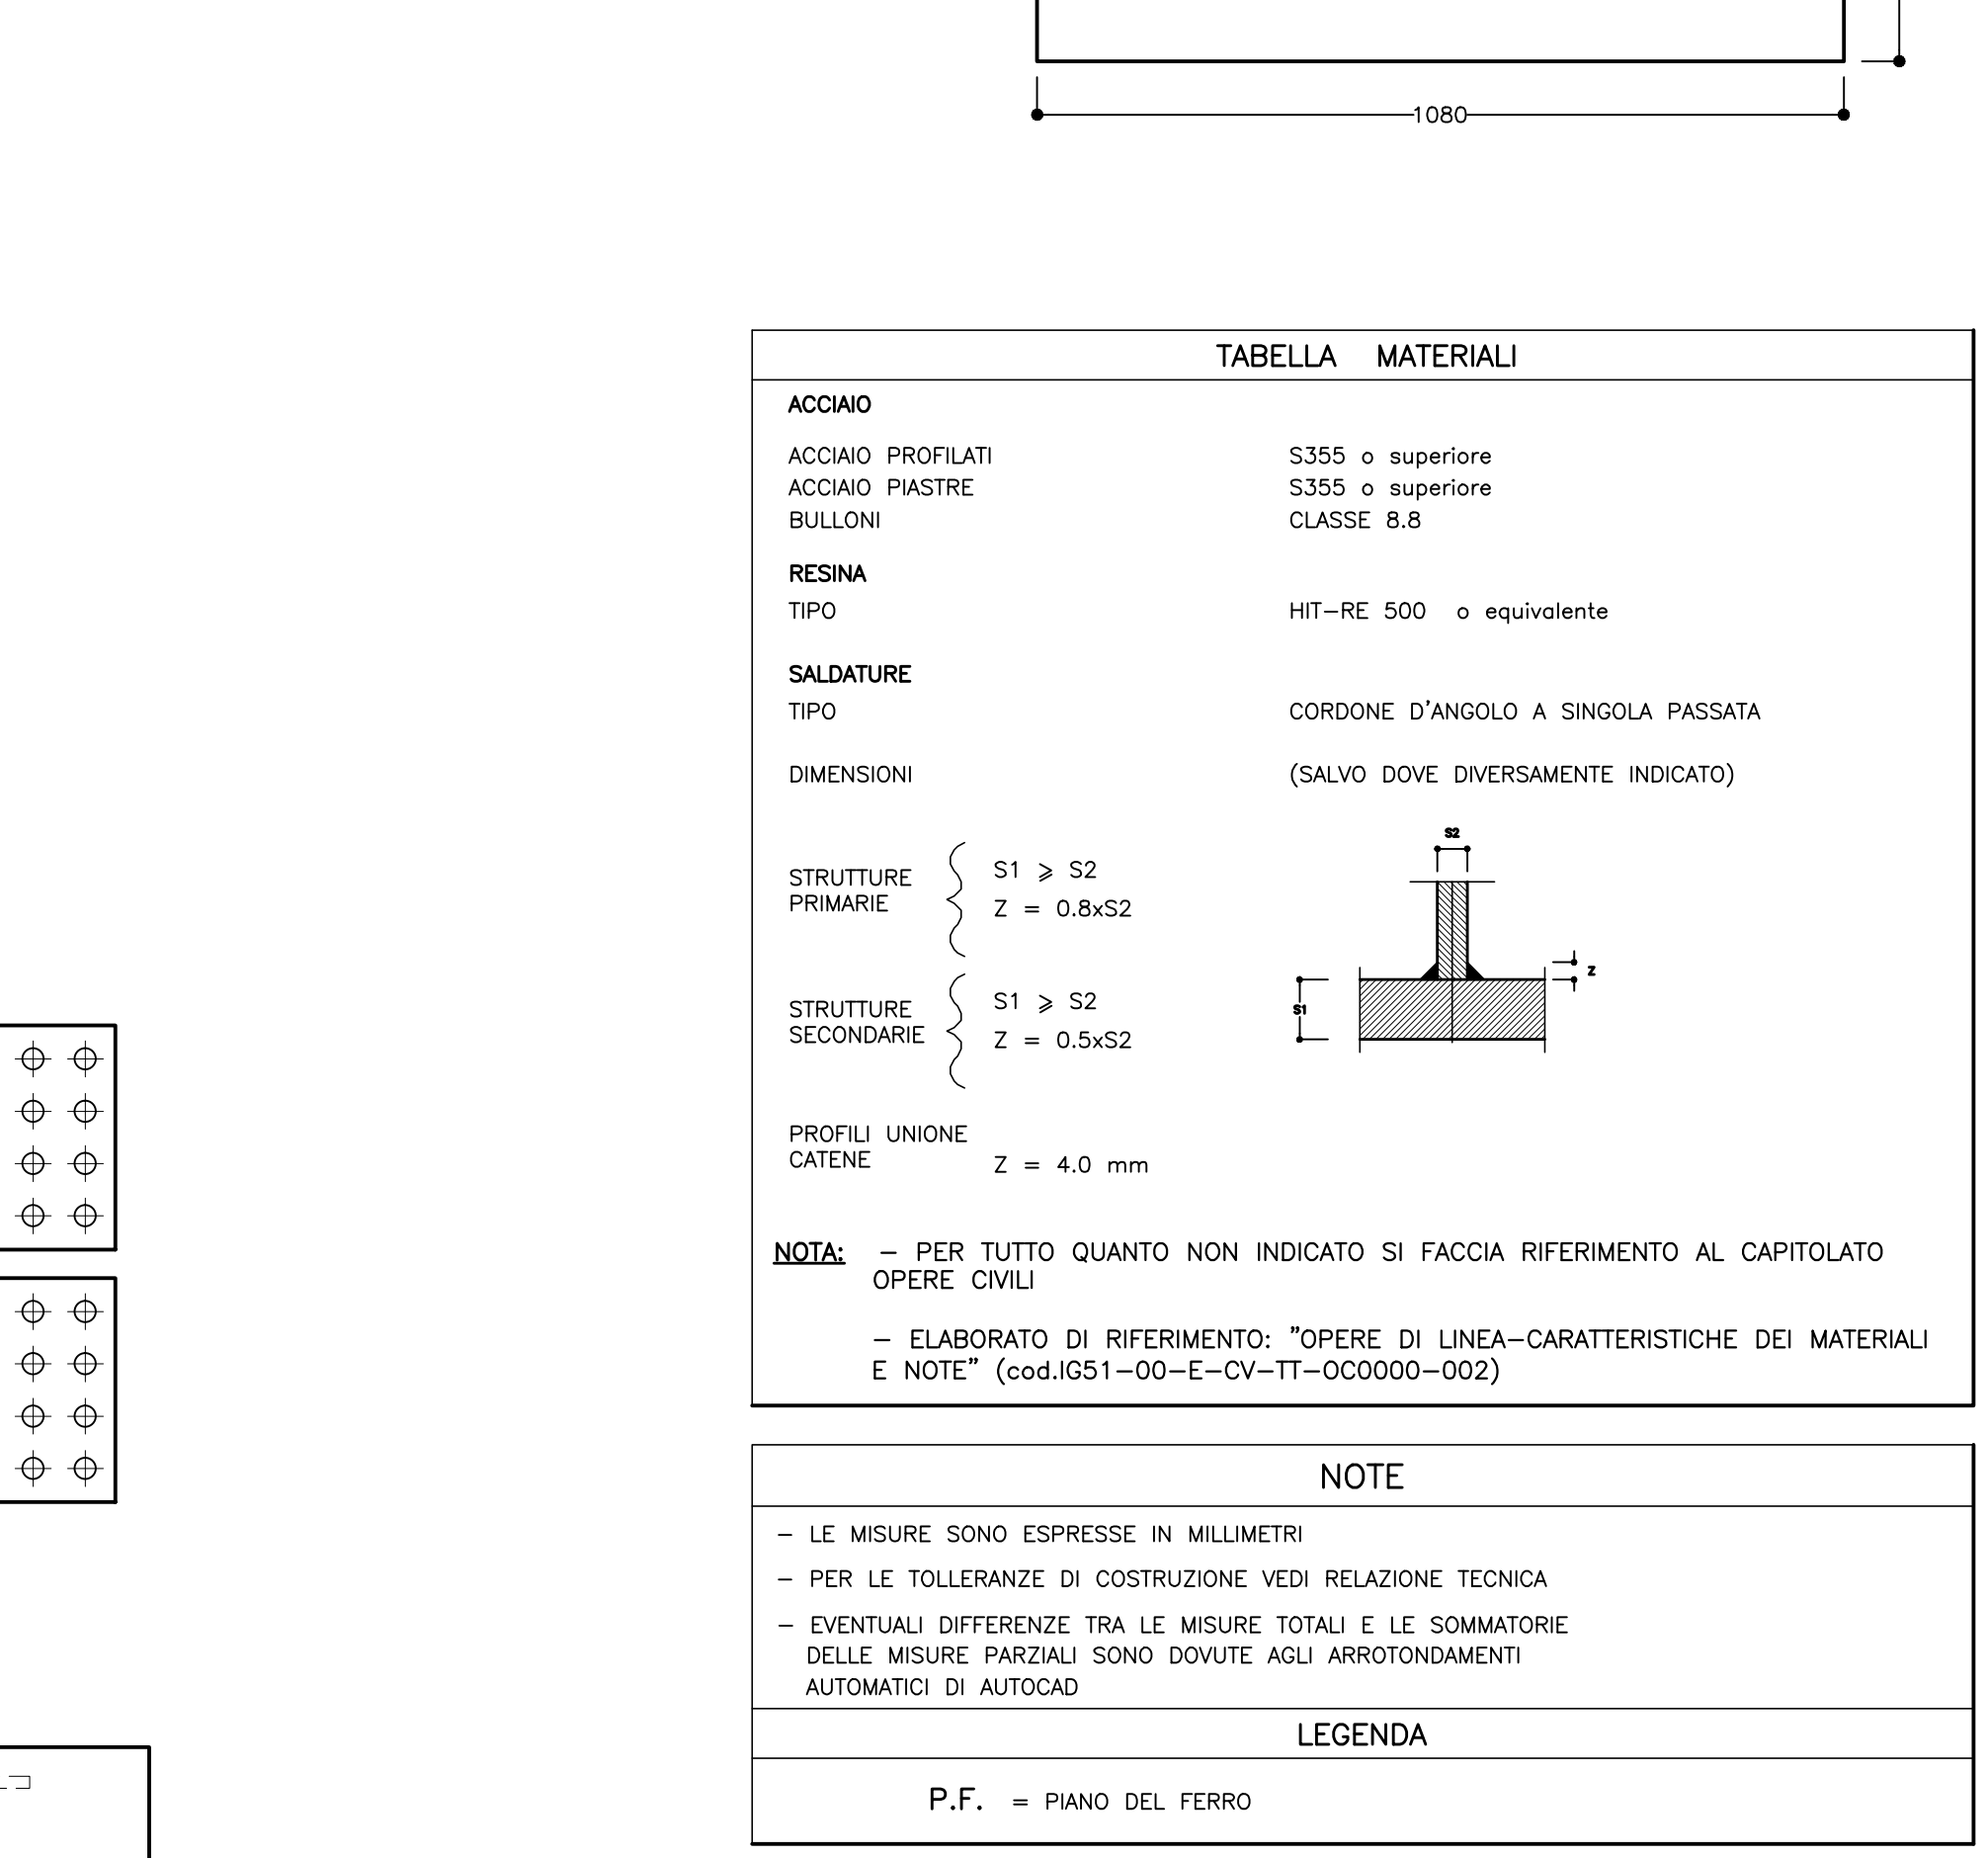 1080
TABELLA MATERIALI
ACCIAIO
ACCIAIO PROFILATI S355 o superiore
ACCIAIO PIASTRE S355 o superiore
BULLONI CLASSE 8.8
RESINA
TIPO HIT-RE 500 o equivalente
SALDATURE
TIPO CORDONE D'ANGOLO A SINGOLA PASSATA
DIMENSIONI (SALVO DOVE DIVERSAMENTE INDICATO)
S2
STRUTTURE
PRIMARIE
S1 ⩾ S2
Z = 0.8xS2
Z
S1
STRUTTURE
SECONDARIE
S1 ⩾ S2
Z = 0.5xS2
PROFILI UNIONE
CATENE
Z = 4.0 mm
NOTA: - PER TUTTO QUANTO NON INDICATO SI FACCIA RIFERIMENTO AL CAPITOLATO
OPERE CIVILI
- ELABORATO DI RIFERIMENTO: "OPERE DI LINEA-CARATTERISTICHE DEI MATERIALI
E NOTE" (cod.IG51-00-E-CV-TT-OC0000-002)
NOTE
- LE MISURE SONO ESPRESSE IN MILLIMETRI
- PER LE TOLLERANZE DI COSTRUZIONE VEDI RELAZIONE TECNICA
- EVENTUALI DIFFERENZE TRA LE MISURE TOTALI E LE SOMMATORIE
DELLE MISURE PARZIALI SONO DOVUTE AGLI ARROTONDAMENTI
AUTOMATICI DI AUTOCAD
LEGENDA
P.F. = PIANO DEL FERRO